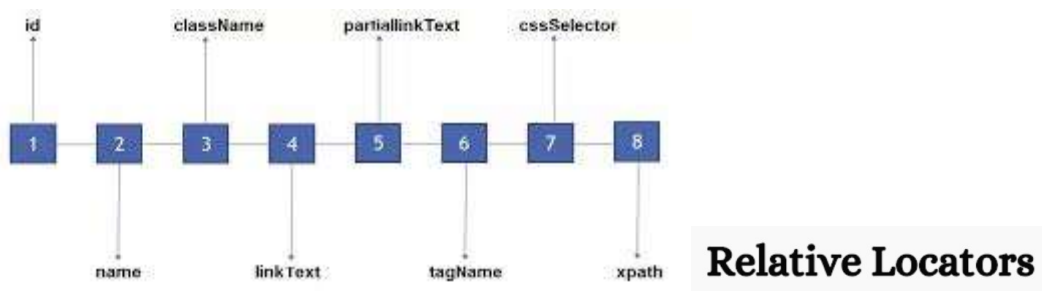 id className partiallinkText cssSelector
1 2 3 4 5 6 7 8
name linkText tagName xpath
Relative Locators